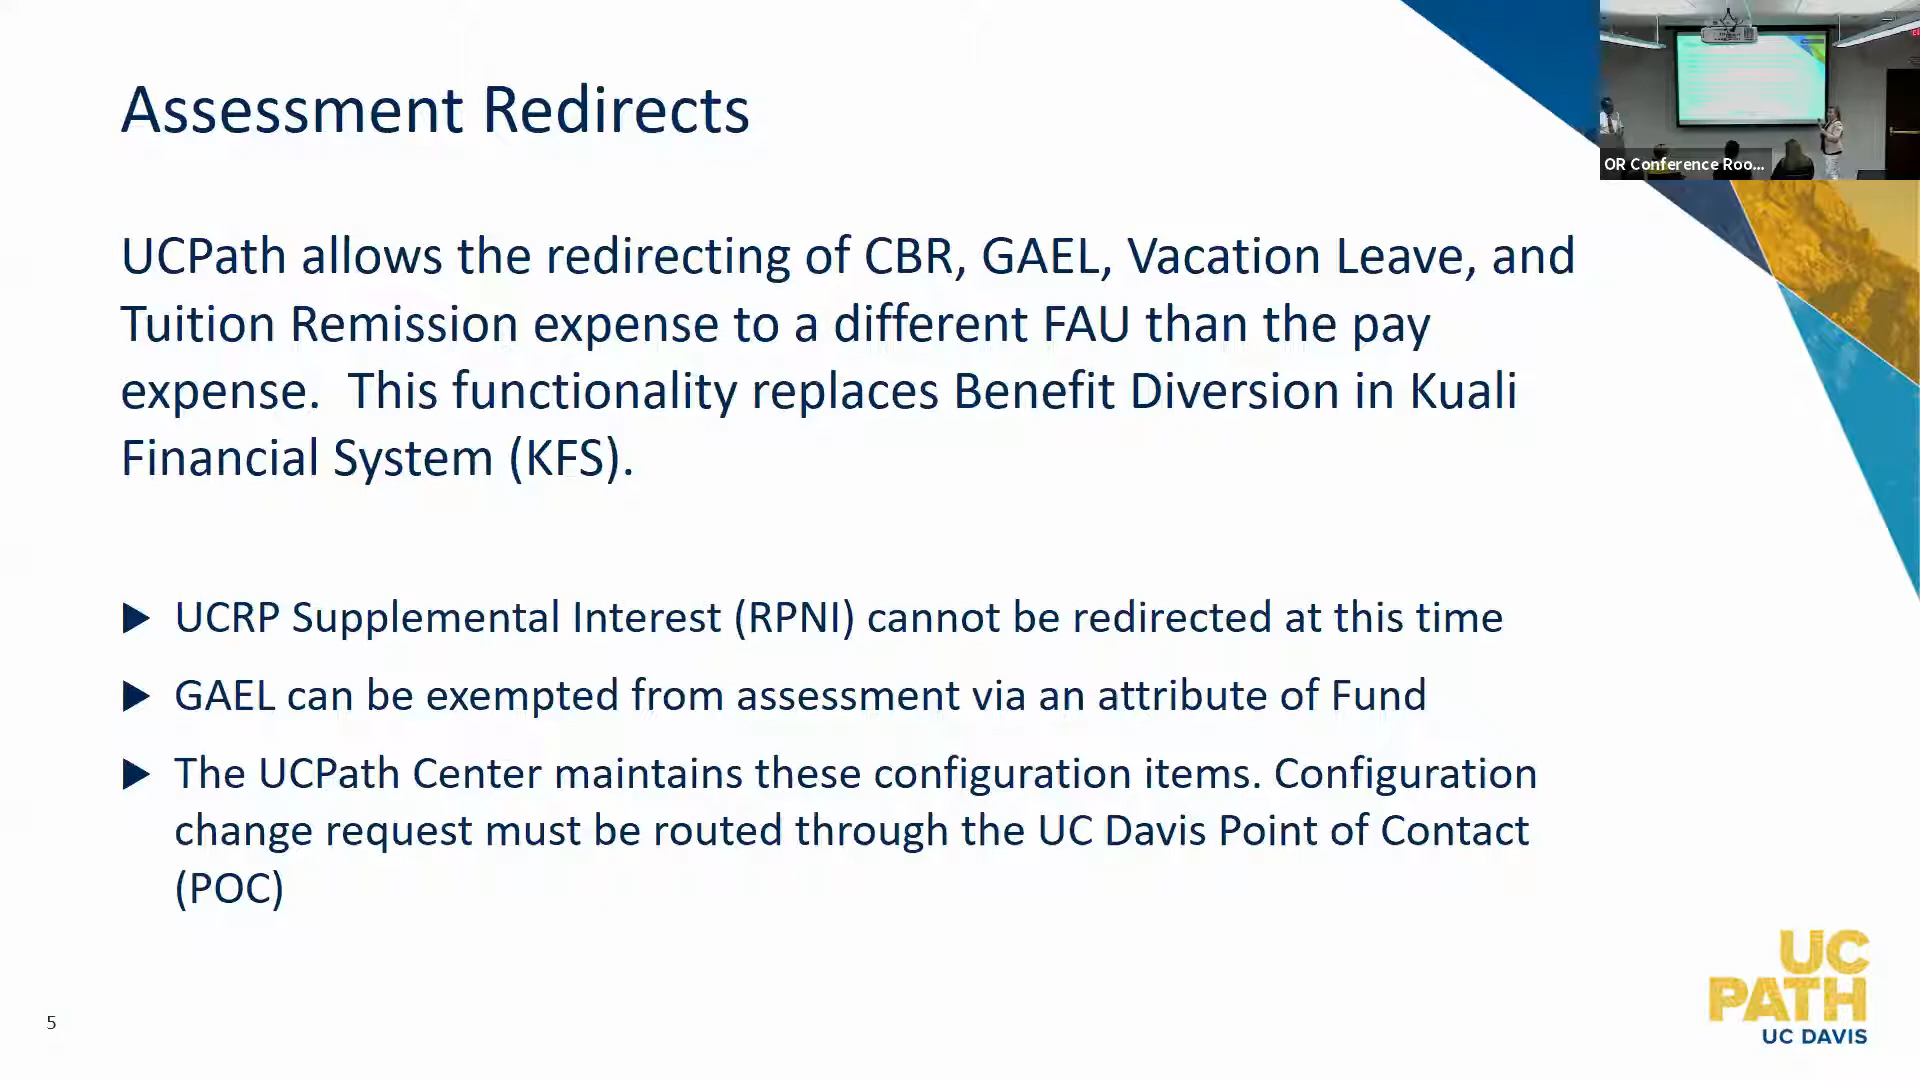 Assessment Redirects
OR Conference Roo...
UCPath allows the redirecting of CBR, GAEL, Vacation Leave, and
Tuition Remission expense to a different FAU than the pay
expense.  This functionality replaces Benefit Diversion in Kuali
Financial System (KFS).
▶ UCRP Supplemental Interest (RPNI) cannot be redirected at this time
▶ GAEL can be exempted from assessment via an attribute of Fund
▶ The UCPath Center maintains these configuration items. Configuration
change request must be routed through the UC Davis Point of Contact
(POC)
UC
PATH
UC DAVIS
5